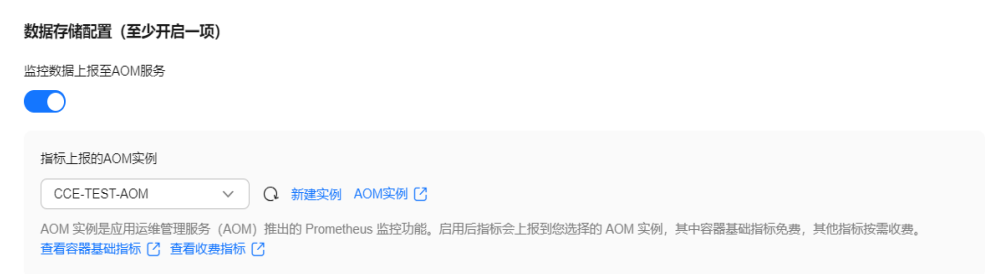 数据存储配置（至少开启一项）
监控数据上报至AOM服务
指标上报的AOM实例
CCE-TEST-AOM 新建实例 AOM实例
AOM 实例是应用运维管理服务（AOM）推出的 Prometheus 监控功能。启用后指标会上报到您选择的 AOM 实例，其中容器基础指标免费，其他指标按需收费。
查看容器基础指标 查看收费指标